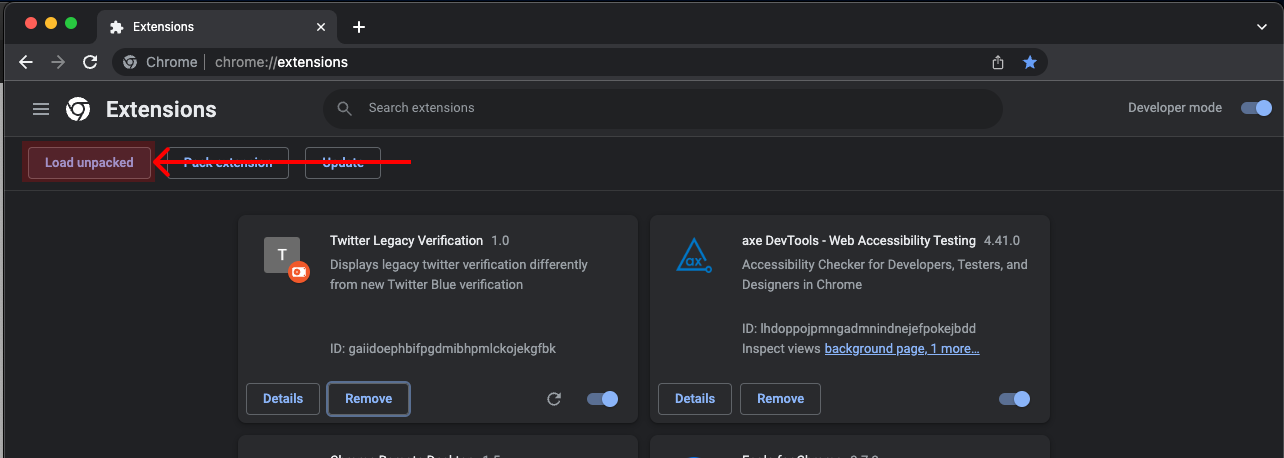 Extensions
Chrome | chrome://extensions
Extensions
Search extensions
Developer mode
Load unpacked
Pack extension
Update
T
Twitter Legacy Verification 1.0
Displays legacy twitter verification differently
from new Twitter Blue verification
ID: gaiidoephbifpgdmibhpmlckojekgfbk
Details
Remove
ax
axe DevTools - Web Accessibility Testing 4.41.0
Accessibility Checker for Developers, Testers, and
Designers in Chrome
ID: lhdoppojpmngadmnindnejefpokejbdd
Inspect views background page, 1 more…
Details
Remove